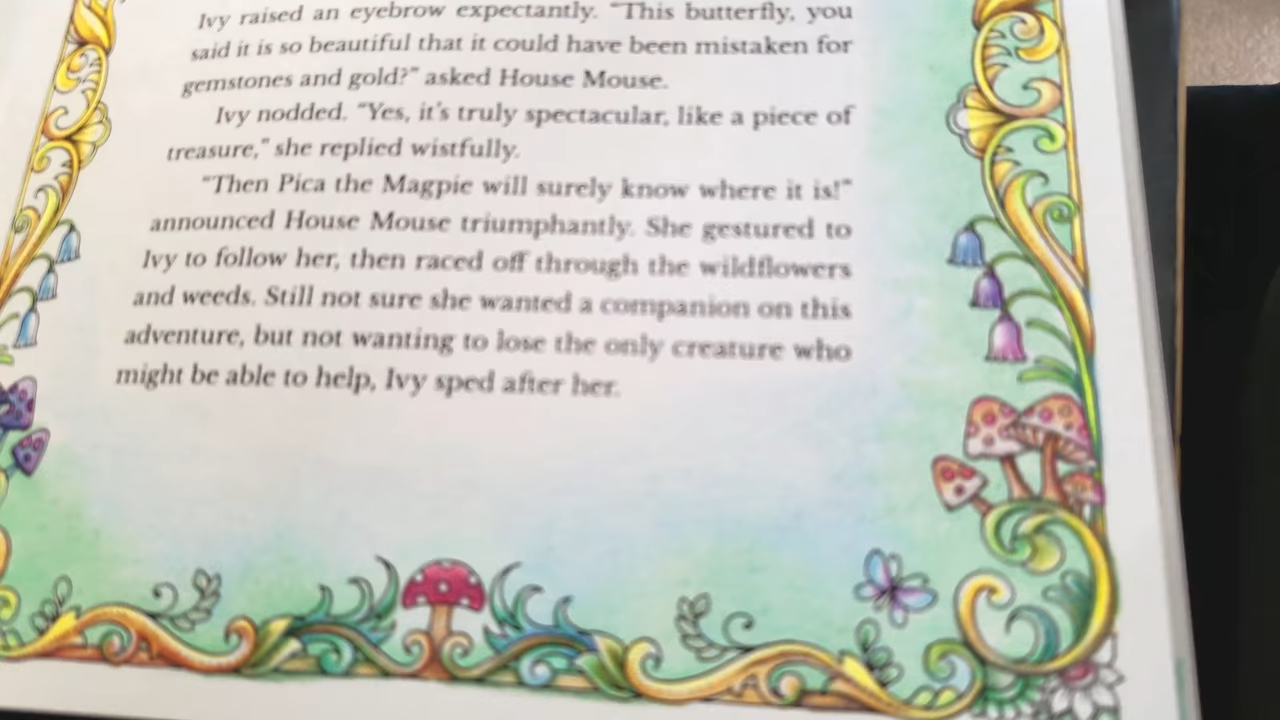 Ivy raised an eyebrow expectantly. "This butterfly, you
said it is so beautiful that it could have been mistaken for
gemstones and gold?" asked House Mouse.
Ivy nodded. "Yes, it's truly spectacular, like a piece of
treasure," she replied wistfully.
"Then Pica the Magpie will surely know where it is!"
announced House Mouse triumphantly. She gestured to
Ivy to follow her, then raced off through the wildflowers
and weeds. Still not sure she wanted a companion on this
adventure, but not wanting to lose the only creature who
might be able to help, Ivy sped after her.